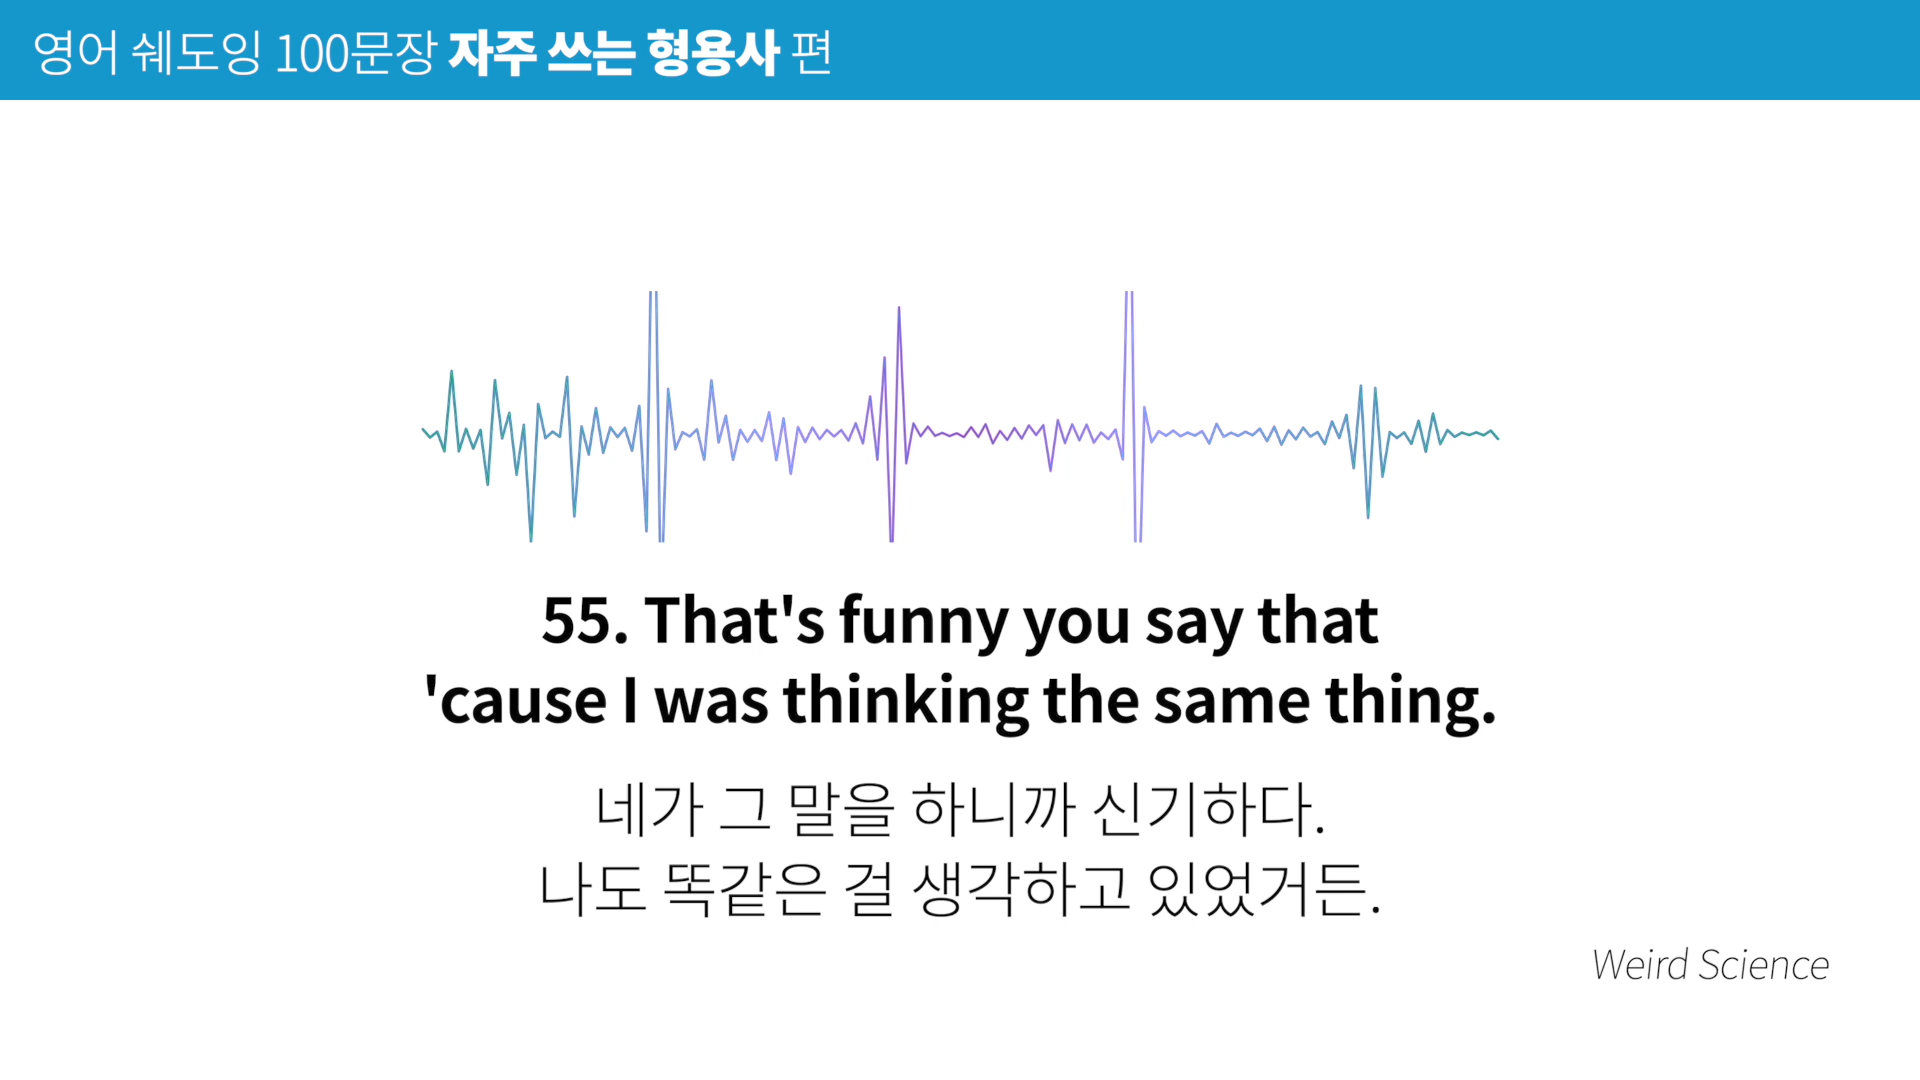 영어 쉐도잉 100문장 자주 쓰는 형용사 편
55. That's funny you say that
'cause I was thinking the same thing.
네가 그 말을 하니까 신기하다.
나도 똑같은 걸 생각하고 있었거든.
Weird Science